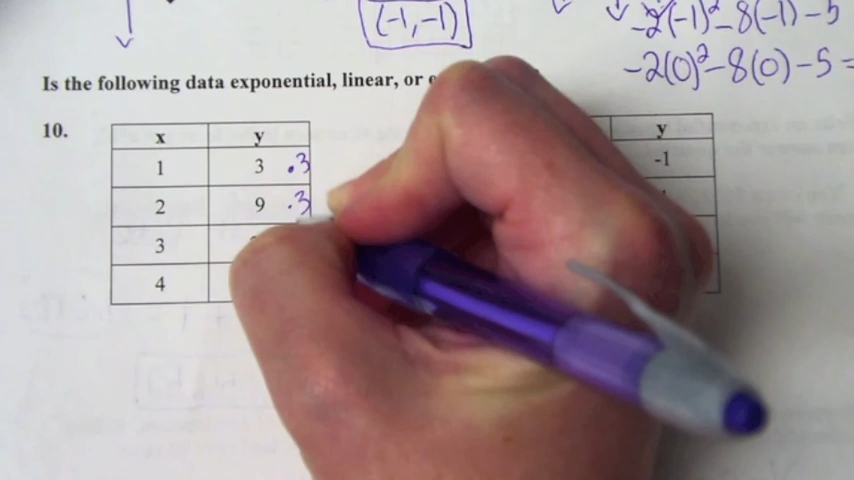 (-1,-1)
-2(-1)²-8(-1)-5
-2(0)²-8(0)-5=
Is the following data exponential, linear, or
10.
x y
1 3 .3
2 9 .3
3
4
y
-1